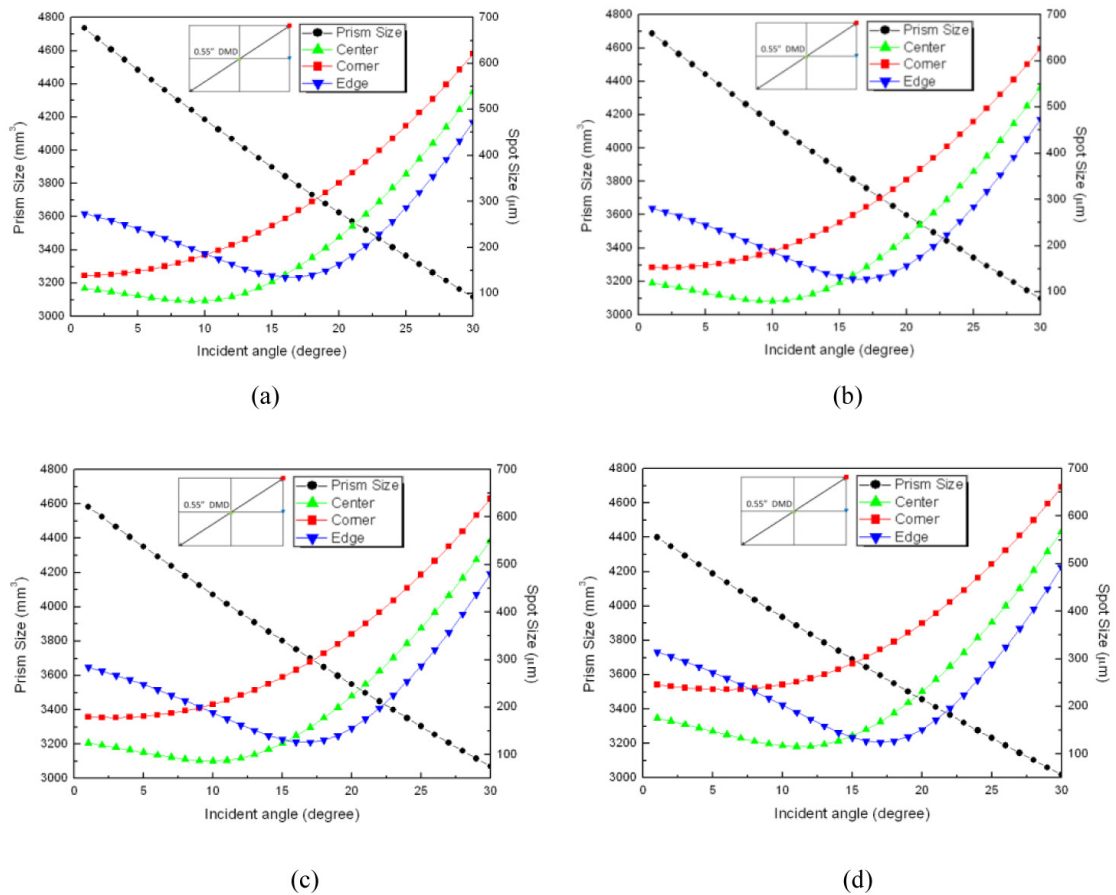 4800
4600
4400
4200
4000
3800
3600
3400
3200
3000
Prism Size (mm³)
0.55" DMD
Prism Size
Center
Corner
Edge
700
600
500
400
300
200
100
Spot Size (μm)
0 5 10 15 20 25 30
Incident angle (degree)
(a)
4800
4600
4400
4200
4000
3800
3600
3400
3200
3000
Prism Size (mm³)
0.55" DMD
Prism Size
Center
Corner
Edge
700
600
500
400
300
200
100
Spot Size (μm)
0 5 10 15 20 25 30
Incident angle (degree)
(b)
4800
4600
4400
4200
4000
3800
3600
3400
3200
3000
Prism Size (mm³)
0.55" DMD
Prism Size
Center
Corner
Edge
700
600
500
400
300
200
100
Spot Size (μm)
0 5 10 15 20 25 30
Incident angle (degree)
(c)
4800
4600
4400
4200
4000
3800
3600
3400
3200
3000
Prism Size (mm³)
0.55" DMD
Prism Size
Center
Corner
Edge
700
600
500
400
300
200
100
Spot Size (μm)
0 5 10 15 20 25 30
Incident angle (degree)
(d)